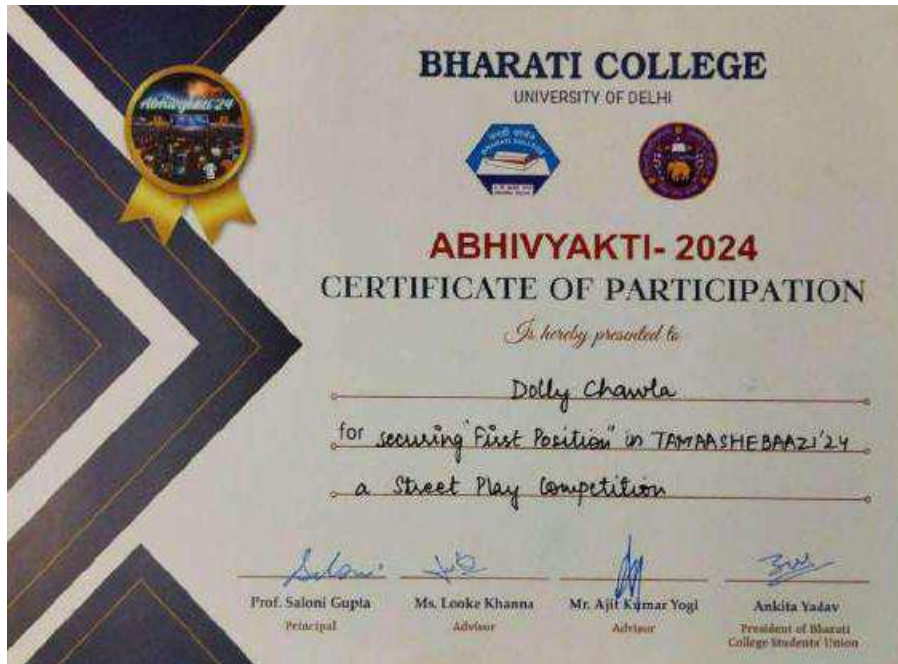 Abhivyakti'24
BHARATI COLLEGE
UNIVERSITY OF DELHI
BHARATI COLLEGE
ABHIVYAKTI- 2024
CERTIFICATE OF PARTICIPATION
Is hereby presented to
Dolly Chawla
for securing "First Position" in TAMAASHEBAAZI'24
a Street Play Competition
Prof. Saloni Gupta
Ms. Looke Khanna
Mr. Ajit Kumar Yogi
Ankita Yadav
Principal
Advisor
Advisor
President of Bharati
College Students' Union